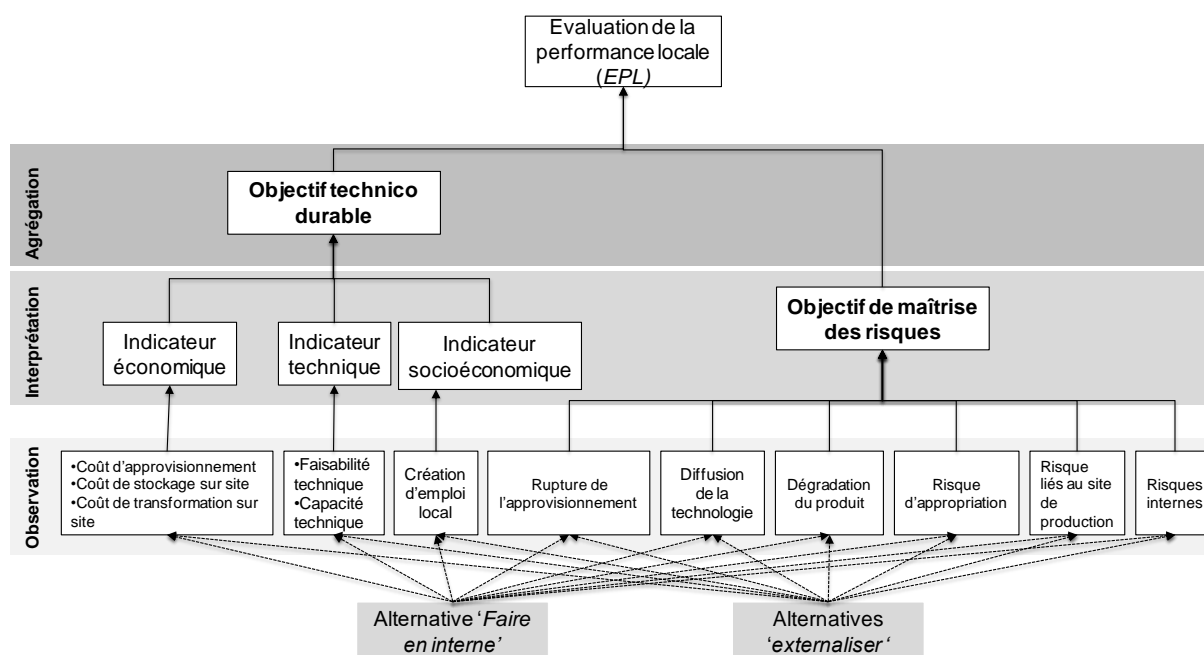 Evaluation de la
performance locale
(EPL)
Agrégation
Objectif technico
durable
Interprétation
Indicateur
économique
Indicateur
technique
Indicateur
socioéconomique
Objectif de maîtrise
des risques
Observation
•Coût d'approvisionnement
•Coût de stockage sur site
•Coût de transformation sur
site
•Faisabilité
technique
•Capacité
technique
Création
d'emploi
local
Rupture de
l'approvisionnement
Diffusion de
la
technologie
Dégradation
du produit
Risque
d'appropriation
Risque
liés au site
de
production
Risques
internes
Alternative ‘Faire
en interne’
Alternatives
‘externaliser ‘